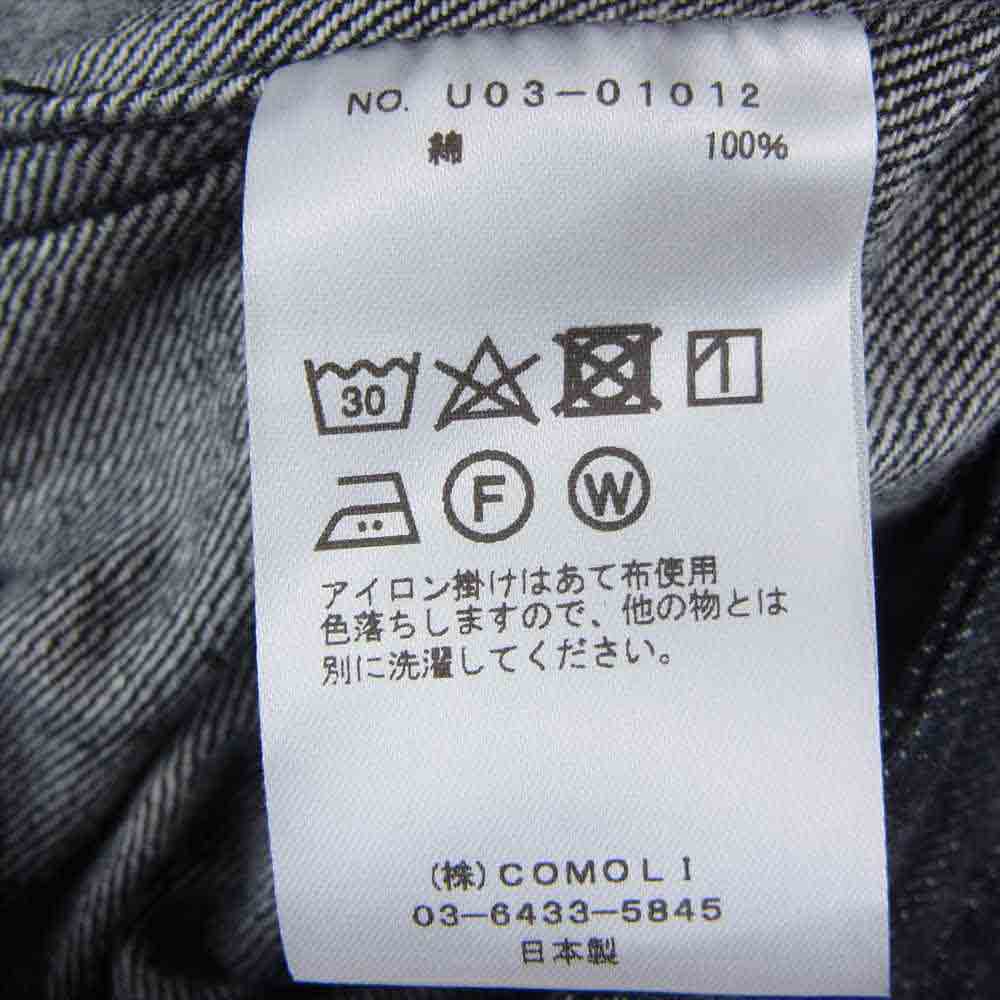 NO. U03-01012
綿 100%
30
F W
アイロン掛けはあて布使用
色落ちしますので、他の物とは
別に洗濯してください。
(株)COMOLI
03-6433-5845
日本製